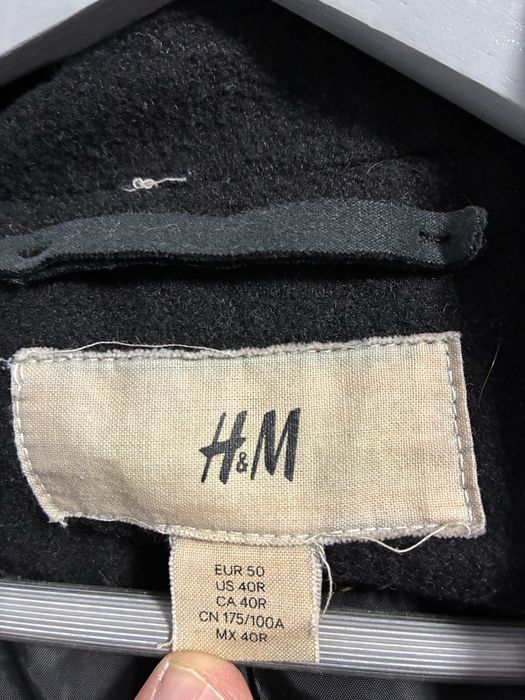 H&M
EUR 50
US 40R
CA 40R
CN 175/100A
MX 40R